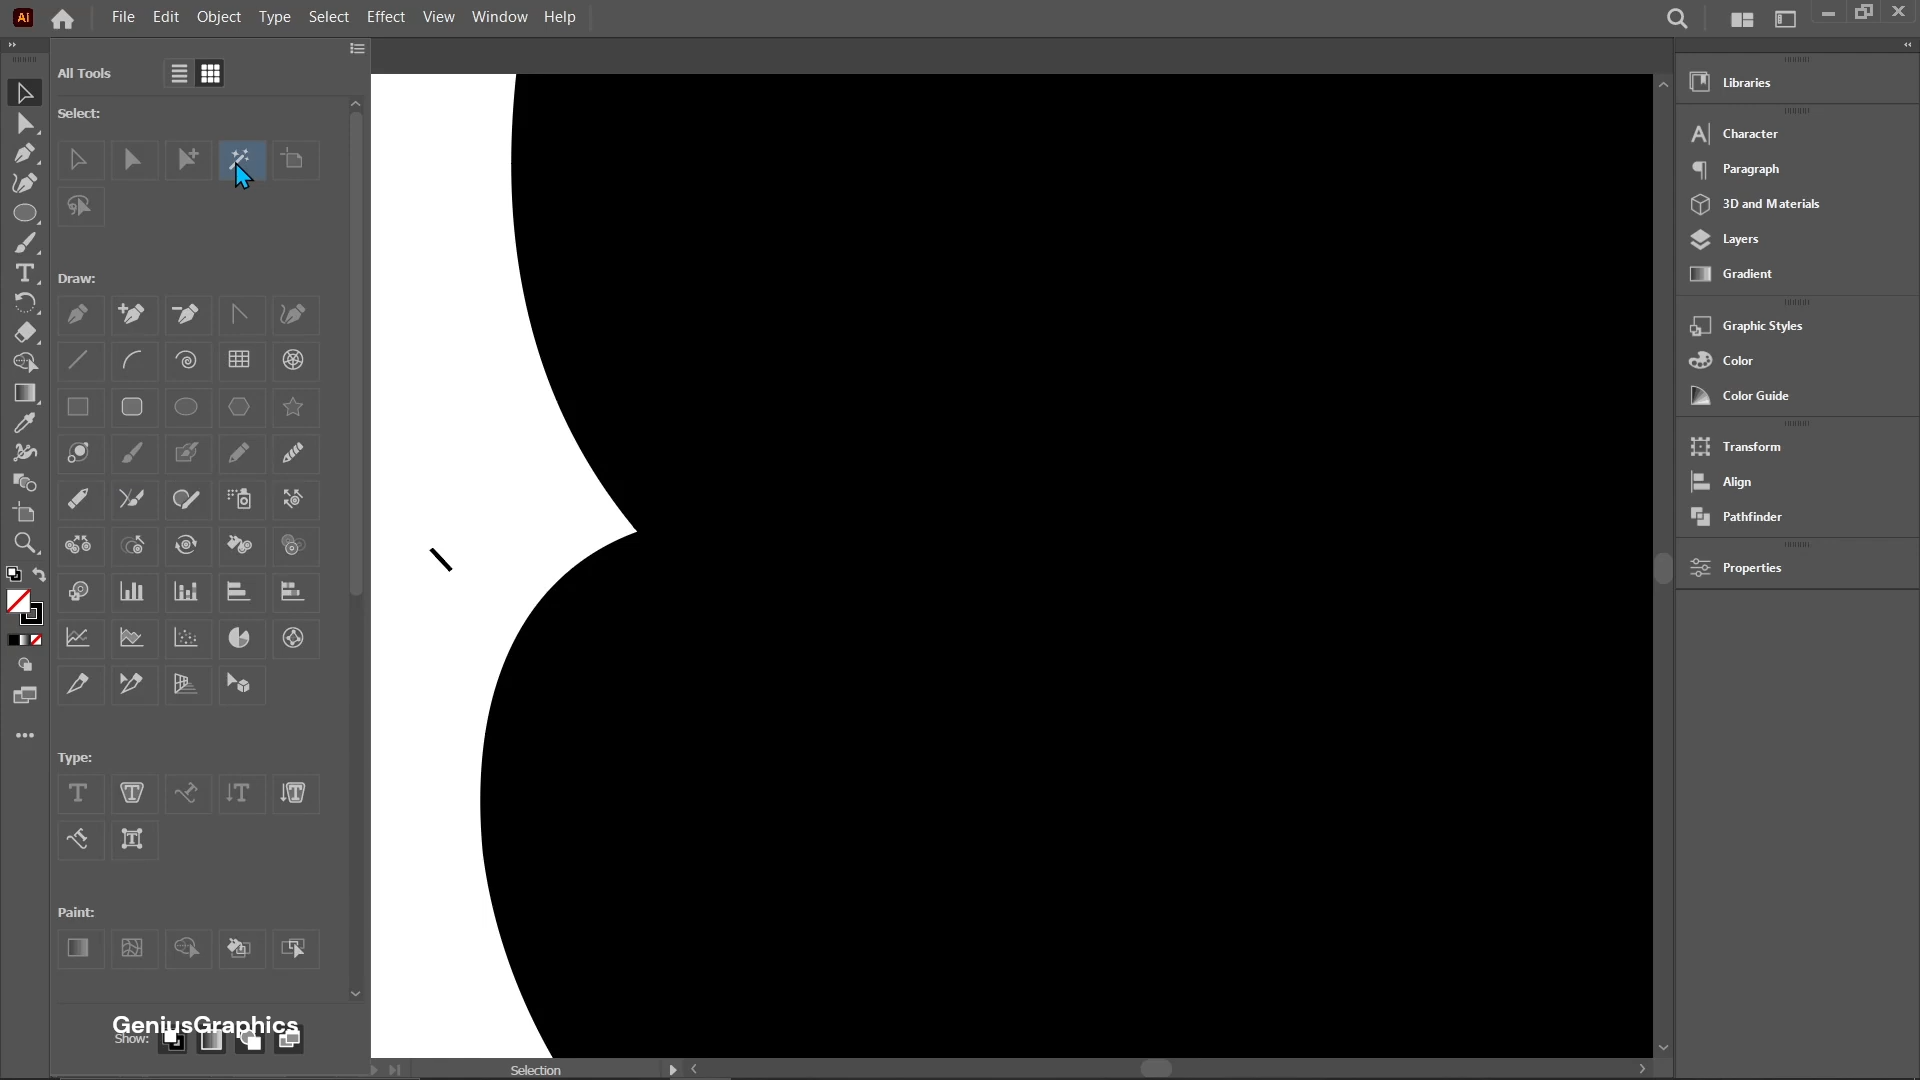 Ai File Edit Object Type Select Effect View Window Help
All Tools
Select:
Draw:
Type:
Paint:
GeniusGraphics
Show:
Selection
Libraries
Character
Paragraph
3D and Materials
Layers
Gradient
Graphic Styles
Color
Color Guide
Transform
Align
Pathfinder
Properties